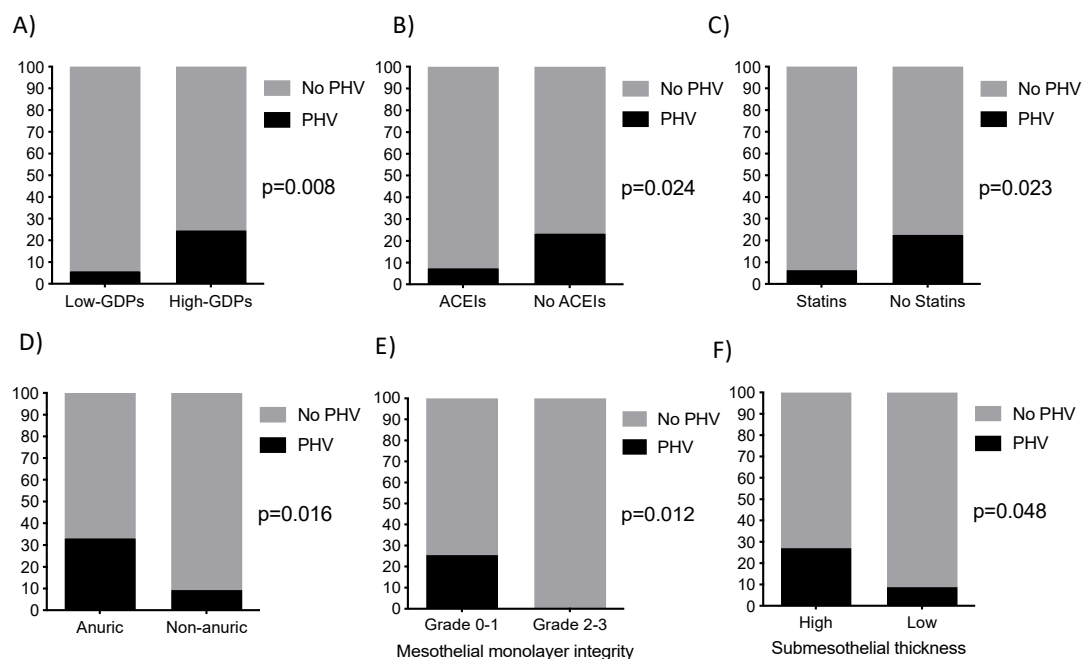 A)
100
90
80
70
60
50
40
30
20
10
0
Low-GDPs High-GDPs
No PHV
PHV
p=0.008
B)
100
90
80
70
60
50
40
30
20
10
0
ACEIs No ACEIs
No PHV
PHV
p=0.024
C)
100
90
80
70
60
50
40
30
20
10
0
Statins No Statins
No PHV
PHV
p=0.023
D)
100
90
80
70
60
50
40
30
20
10
0
Anuric Non-anuric
No PHV
PHV
p=0.016
E)
100
90
80
70
60
50
40
30
20
10
0
Grade 0-1 Grade 2-3
Mesothelial monolayer integrity
No PHV
PHV
p=0.012
F)
100
90
80
70
60
50
40
30
20
10
0
High Low
Submesothelial thickness
No PHV
PHV
p=0.048